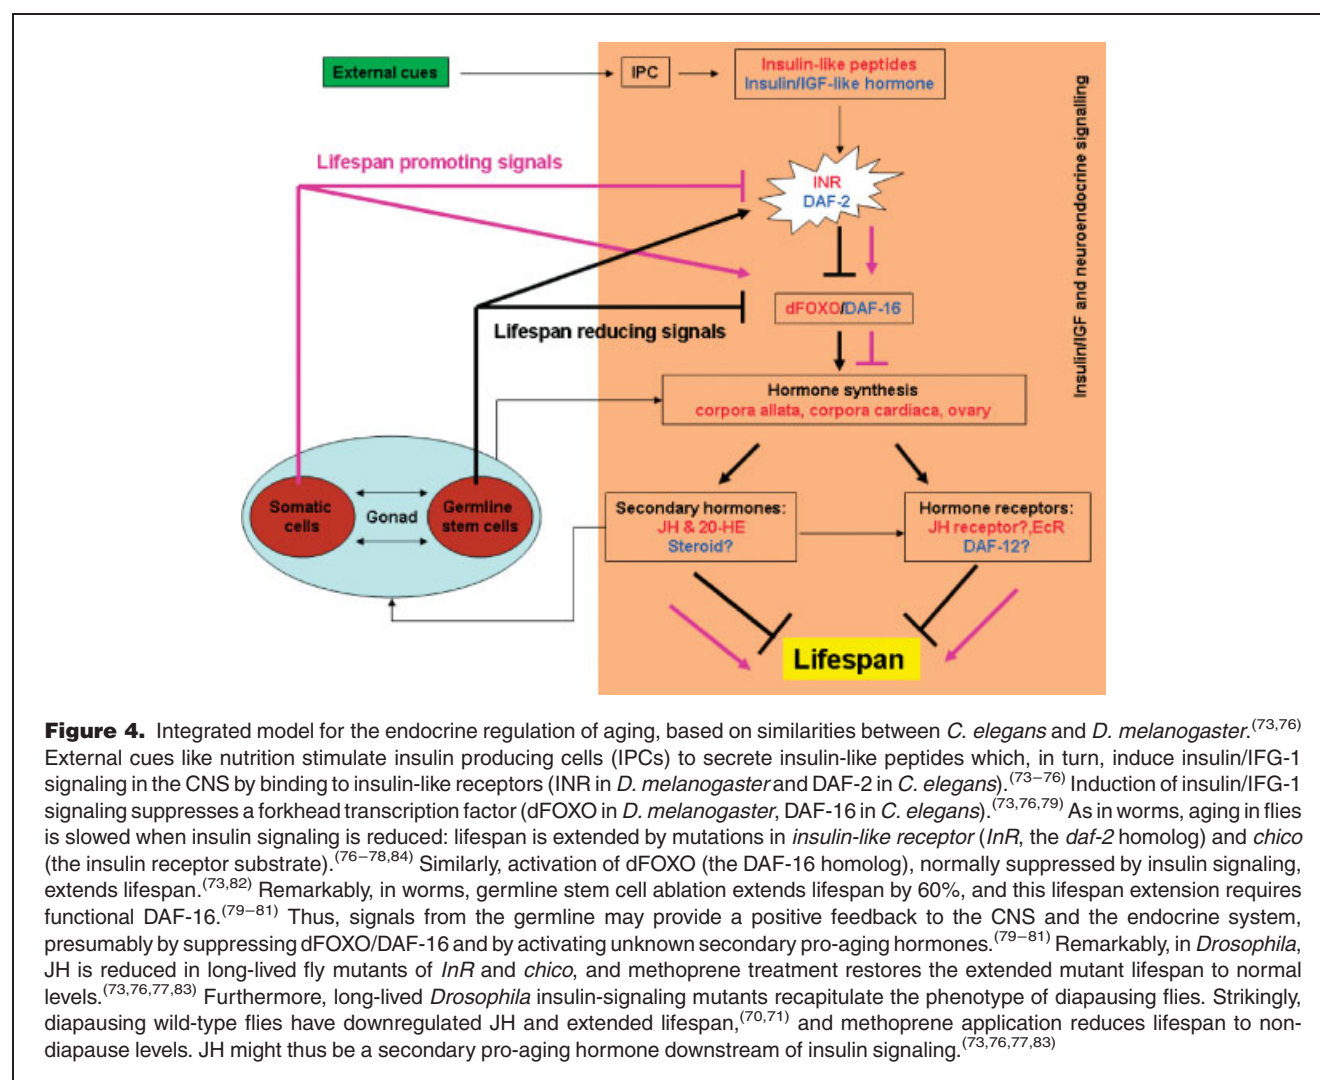 External cues
IPC
Insulin-like peptides
Insulin/IGF-like hormone
Insulin/IGF and neuroendocrine signalling
Lifespan promoting signals
INR
DAF-2
dFOXO/DAF-16
Lifespan reducing signals
Hormone synthesis
corpora allata, corpora cardiaca, ovary
Somatic
cells
Gonad
Germline
stem cells
Secondary hormones:
JH & 20-HE
Steroid?
Hormone receptors:
JH receptor?,EcR
DAF-12?
Lifespan
Figure 4. Integrated model for the endocrine regulation of aging, based on similarities between C. elegans and D. melanogaster.(73,76)
External cues like nutrition stimulate insulin producing cells (IPCs) to secrete insulin-like peptides which, in turn, induce insulin/IFG-1
signaling in the CNS by binding to insulin-like receptors (INR in D. melanogaster and DAF-2 in C. elegans).(73–76) Induction of insulin/IFG-1
signaling suppresses a forkhead transcription factor (dFOXO in D. melanogaster, DAF-16 in C. elegans).(73,76,79) As in worms, aging in flies
is slowed when insulin signaling is reduced: lifespan is extended by mutations in insulin-like receptor (InR, the daf-2 homolog) and chico
(the insulin receptor substrate).(76–78,84) Similarly, activation of dFOXO (the DAF-16 homolog), normally suppressed by insulin signaling,
extends lifespan.(73,82) Remarkably, in worms, germline stem cell ablation extends lifespan by 60%, and this lifespan extension requires
functional DAF-16.(79–81) Thus, signals from the germline may provide a positive feedback to the CNS and the endocrine system,
presumably by suppressing dFOXO/DAF-16 and by activating unknown secondary pro-aging hormones.(79–81) Remarkably, in Drosophila,
JH is reduced in long-lived fly mutants of InR and chico, and methoprene treatment restores the extended mutant lifespan to normal
levels.(73,76,77,83) Furthermore, long-lived Drosophila insulin-signaling mutants recapitulate the phenotype of diapausing flies. Strikingly,
diapausing wild-type flies have downregulated JH and extended lifespan,(70,71) and methoprene application reduces lifespan to non-
diapause levels. JH might thus be a secondary pro-aging hormone downstream of insulin signaling.(73,76,77,83)